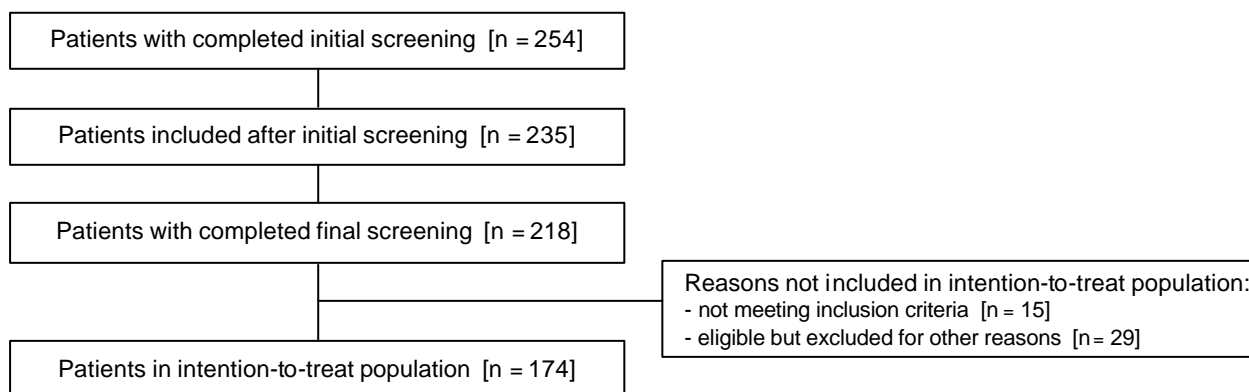 Patients with completed initial screening [n = 254]
Patients included after initial screening [n = 235]
Patients with completed final screening [n = 218]
Reasons not included in intention-to-treat population:
- not meeting inclusion criteria [n = 15]
- eligible but excluded for other reasons [n = 29]
Patients in intention-to-treat population [n = 174]